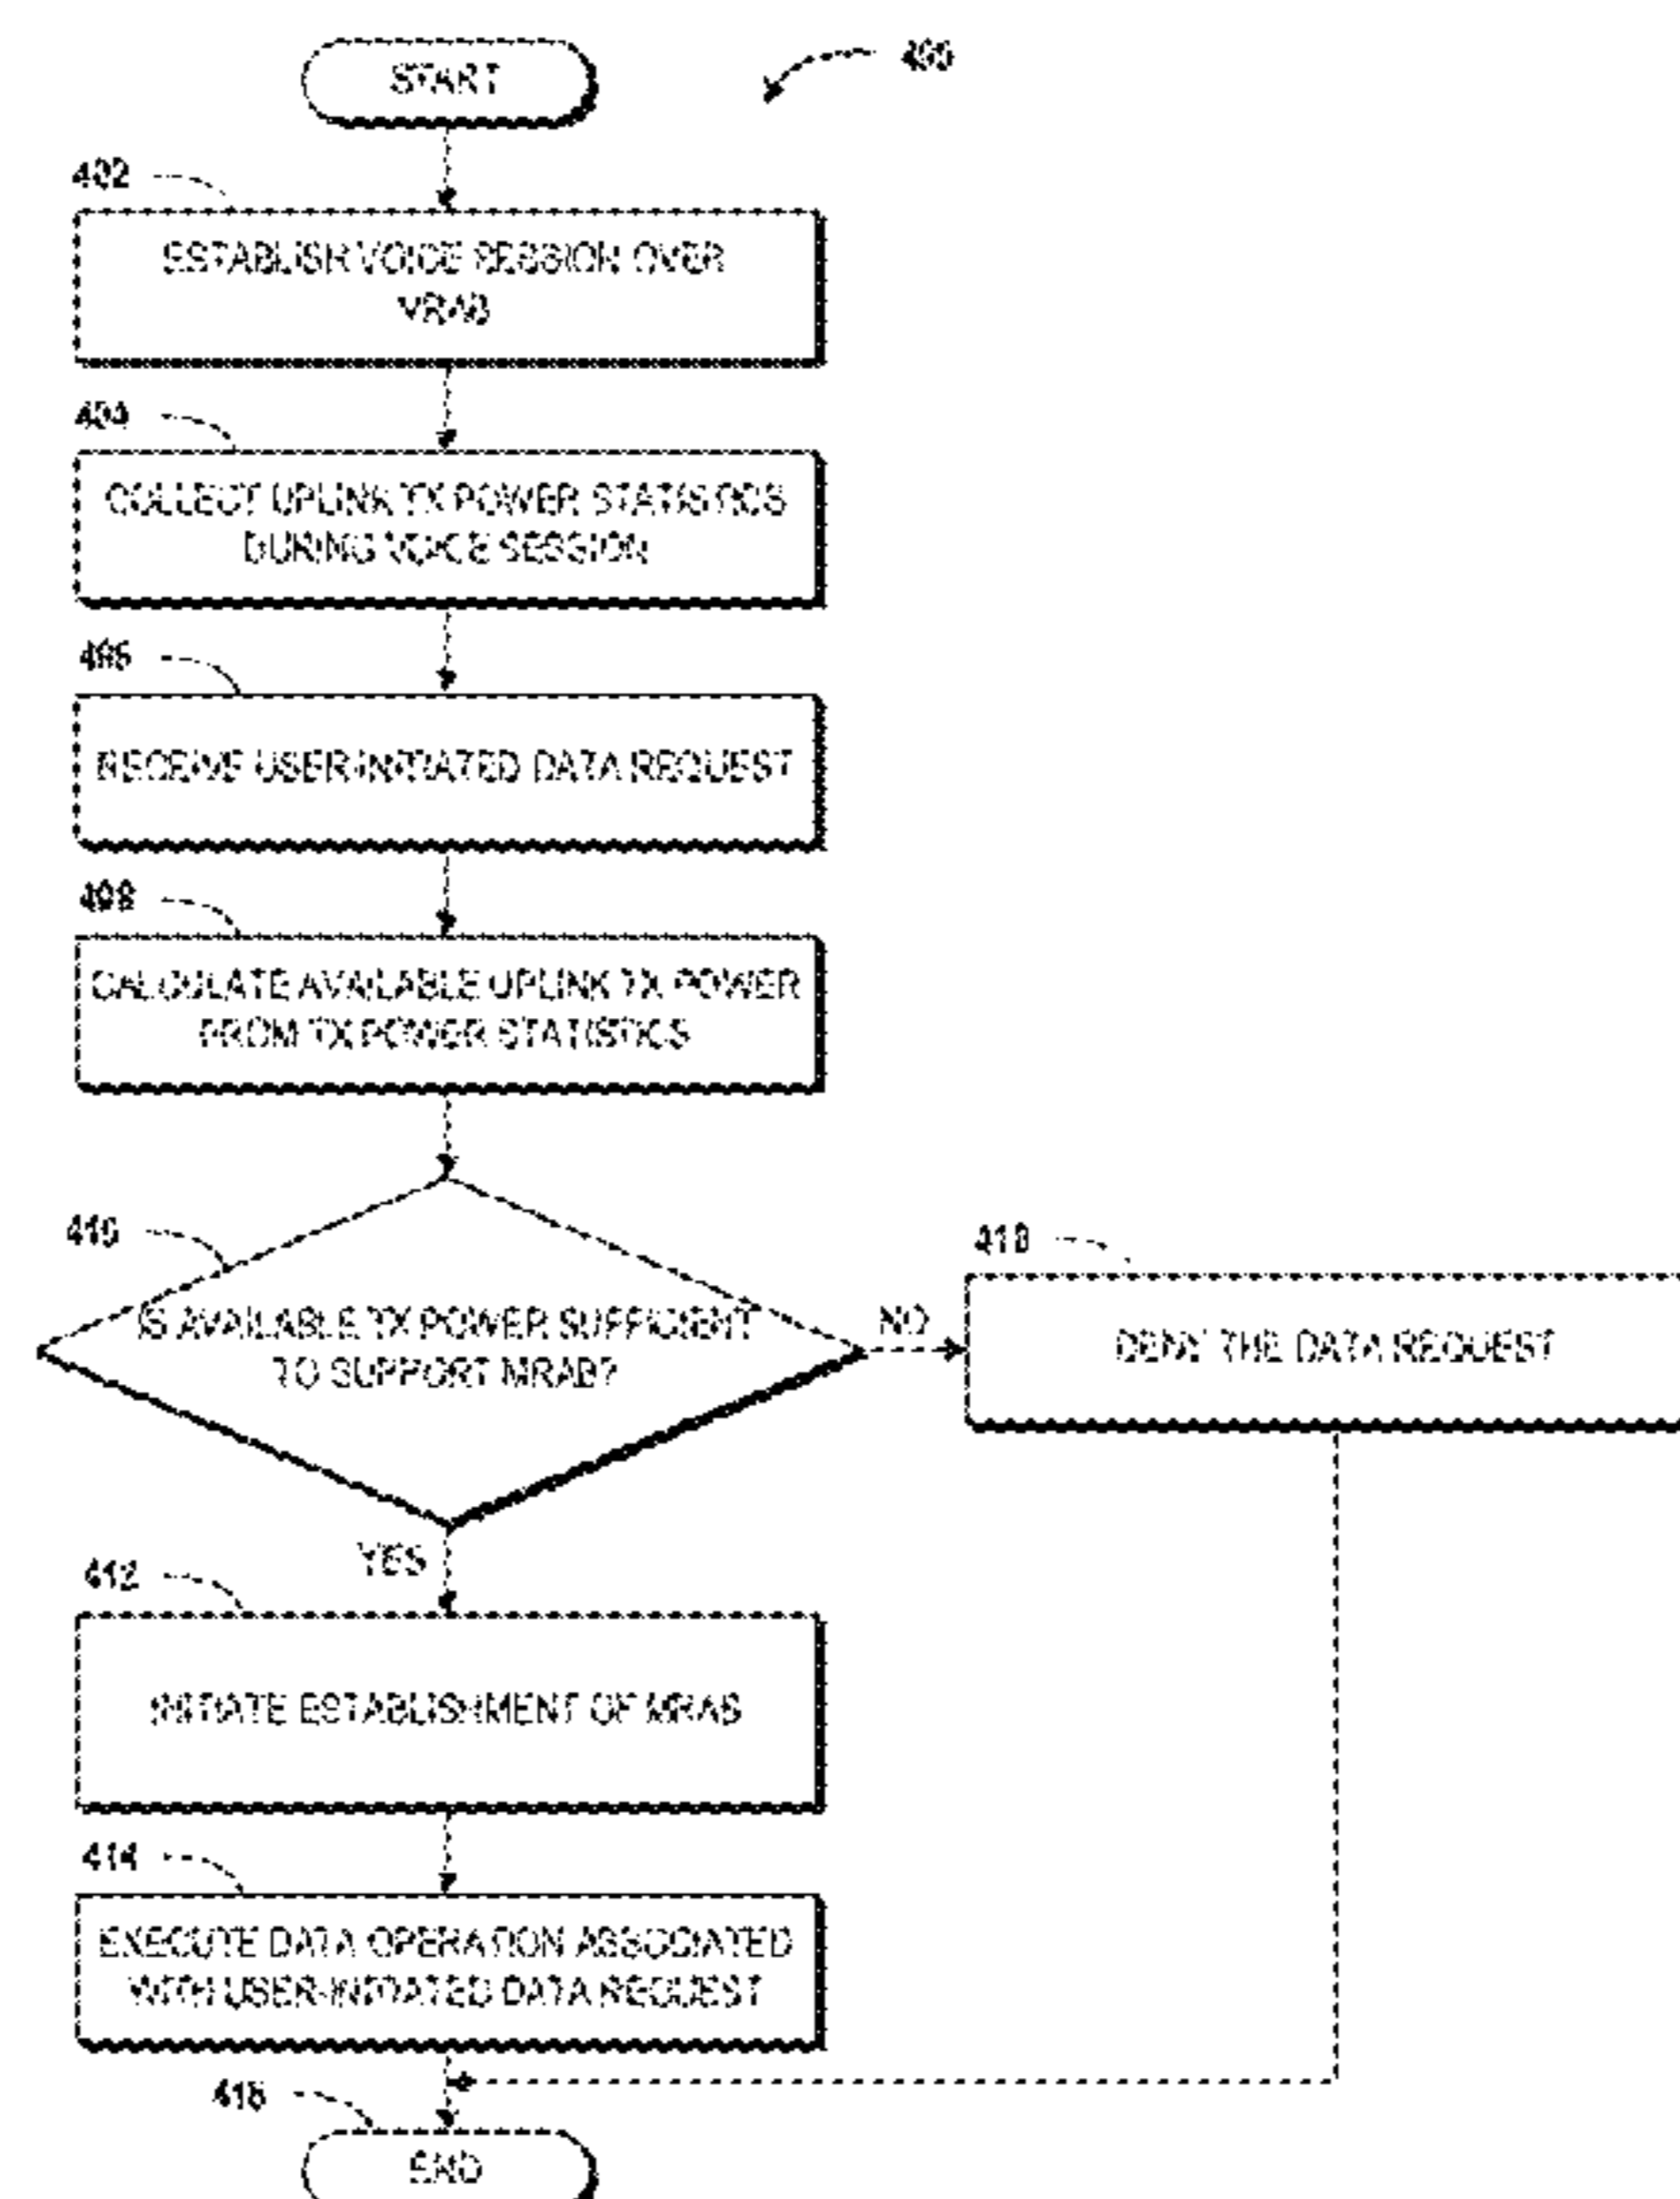 START
400
402
ESTABLISH VOICE SESSION OVER
VRAB
404
COLLECT UPLINK TX POWER STATISTICS
DURING VOICE SESSION
406
RECEIVE USER-INITIATED DATA REQUEST
408
CALCULATE AVAILABLE UPLINK TX POWER
FROM TX POWER STATISTICS
410
IS AVAILABLE TX POWER SUFFICIENT
TO SUPPORT MRAB?
NO
418
DENY THE DATA REQUEST
YES
412
INITIATE ESTABLISHMENT OF MRAB
414
EXECUTE DATA OPERATION ASSOCIATED
WITH USER-INITIATED DATA REQUEST
416
END